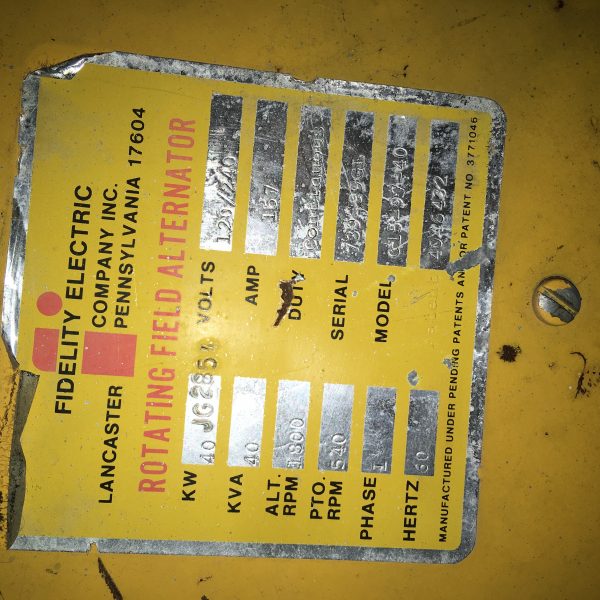 FIDELITY ELECTRIC
COMPANY INC.
LANCASTER PENNSYLVANIA 17604
ROTATING FIELD ALTERNATOR
KW 40 JG2854 VOLTS 120/240
KVA 40 AMP 167
ALT. RPM 1800 DUTY Continuous
PTO. RPM 540 SERIAL
PHASE 1 MODEL
HERTZ 60
MANUFACTURED UNDER PENDING PATENTS AND/OR PATENT NO 3771046